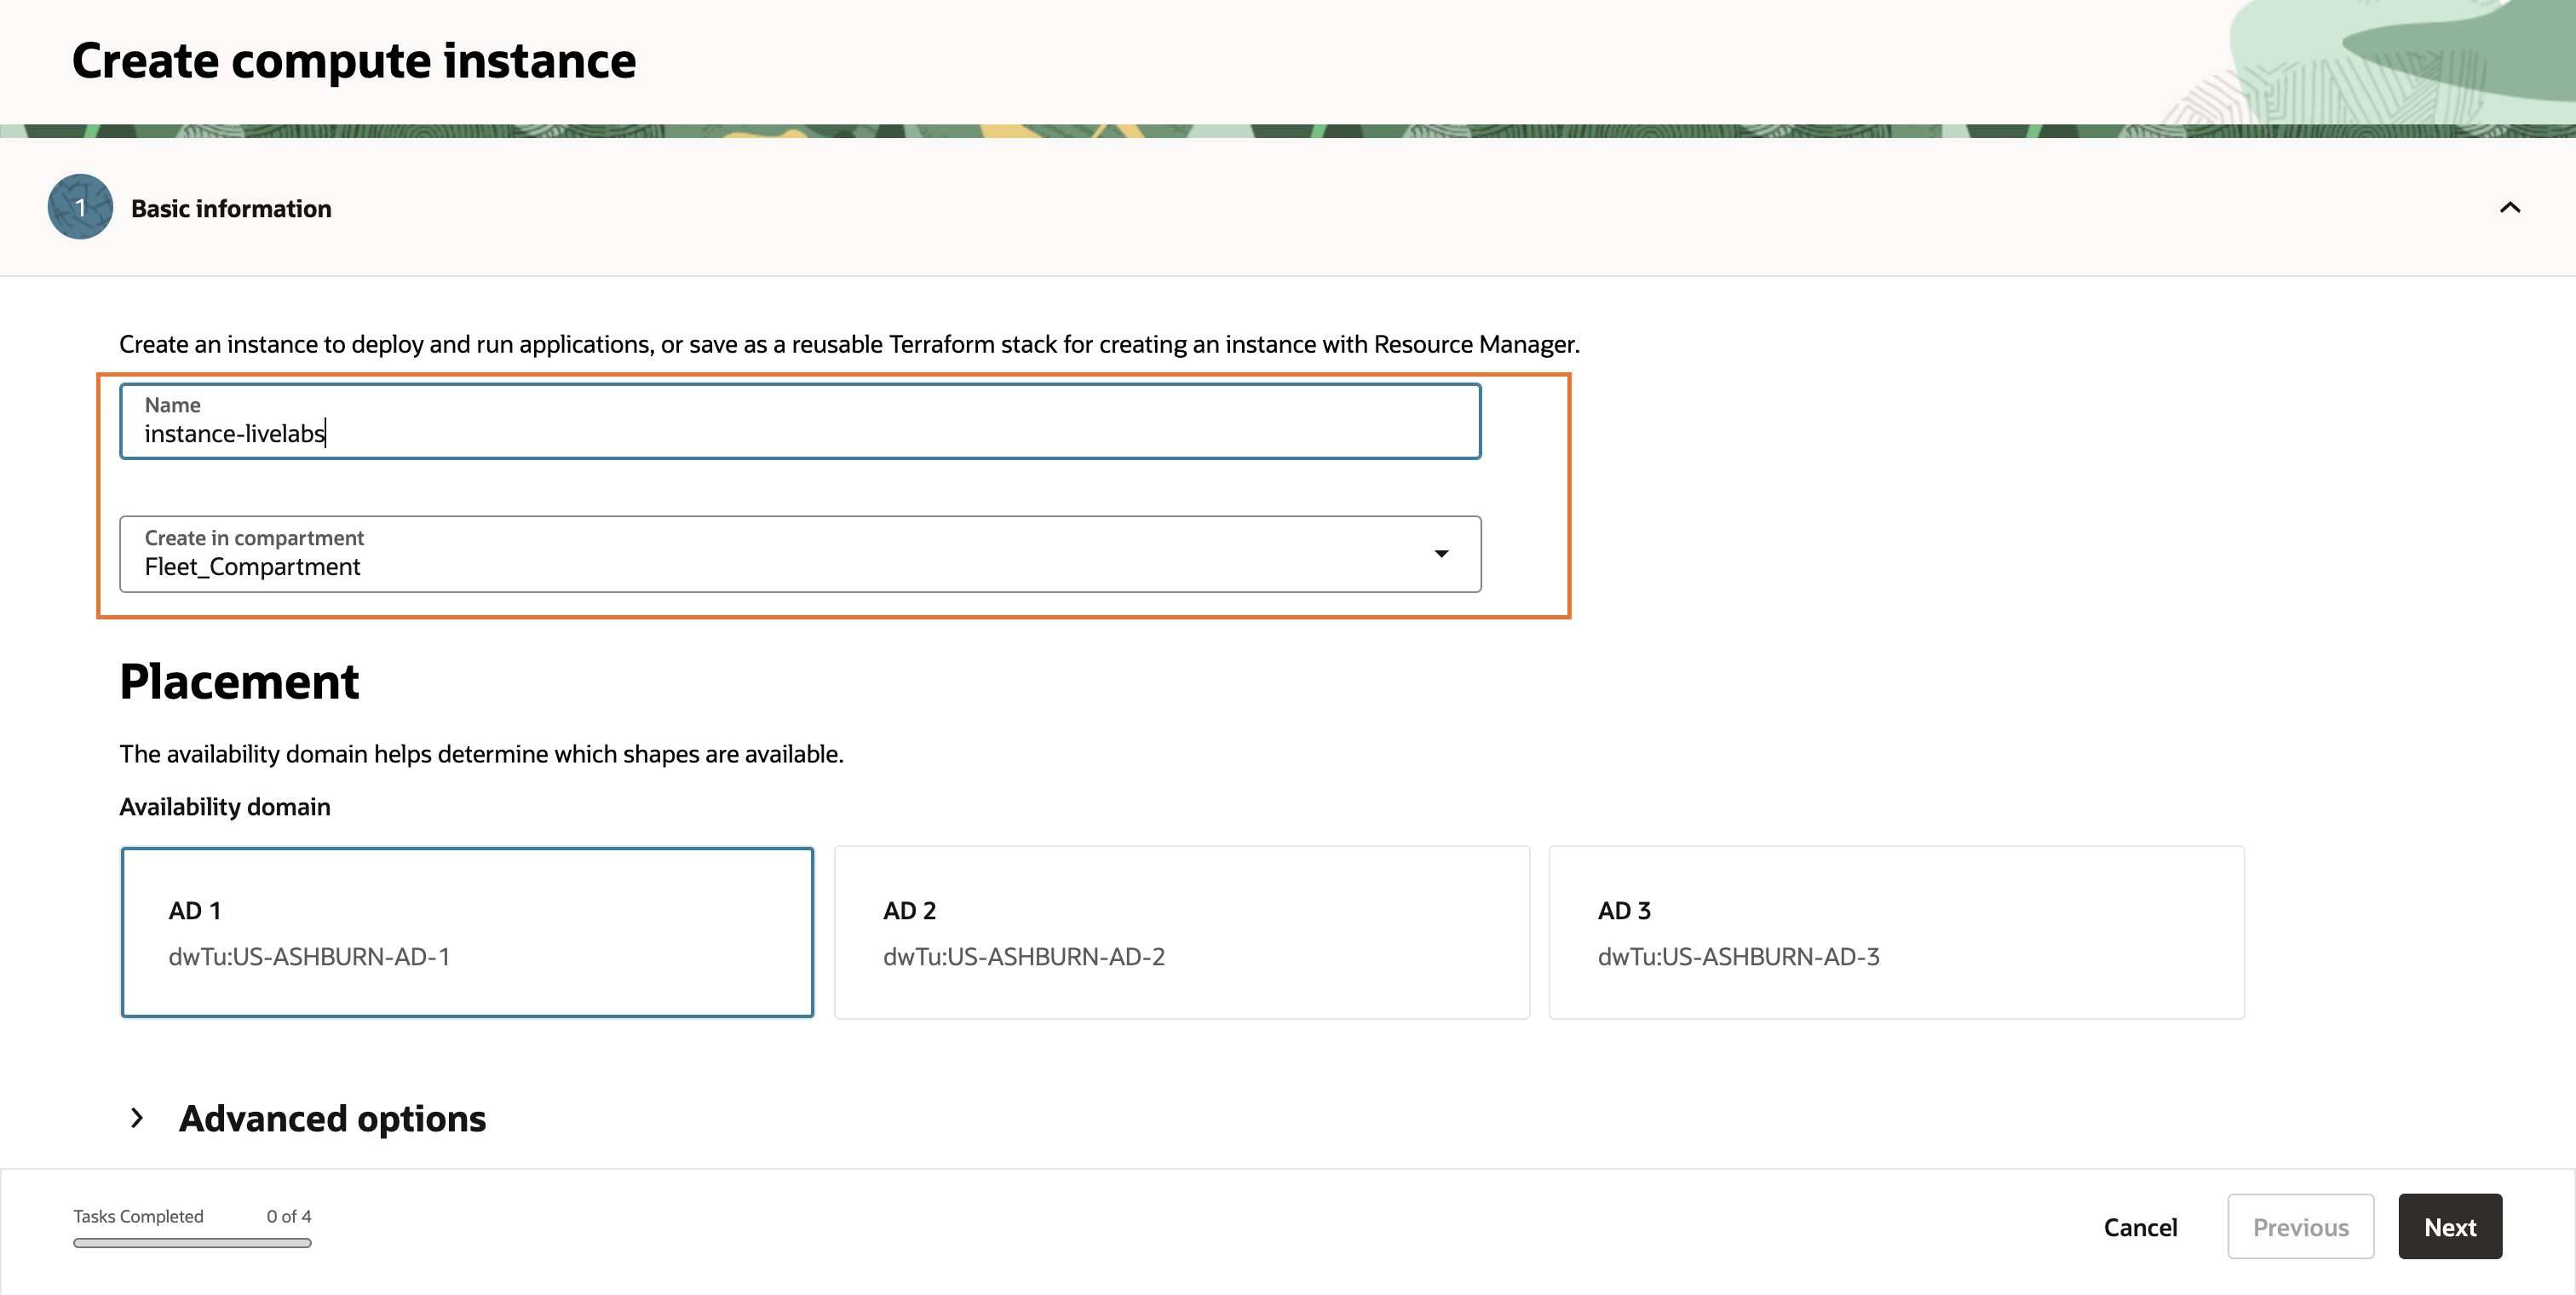 Create compute instance
1
Basic information
Create an instance to deploy and run applications, or save as a reusable Terraform stack for creating an instance with Resource Manager.
Name
instance-livelabs
Create in compartment
Fleet_Compartment
Placement
The availability domain helps determine which shapes are available.
Availability domain
AD 1
dwTu:US-ASHBURN-AD-1
AD 2
dwTu:US-ASHBURN-AD-2
AD 3
dwTu:US-ASHBURN-AD-3
Advanced options
Tasks Completed 0 of 4
Cancel
Previous
Next